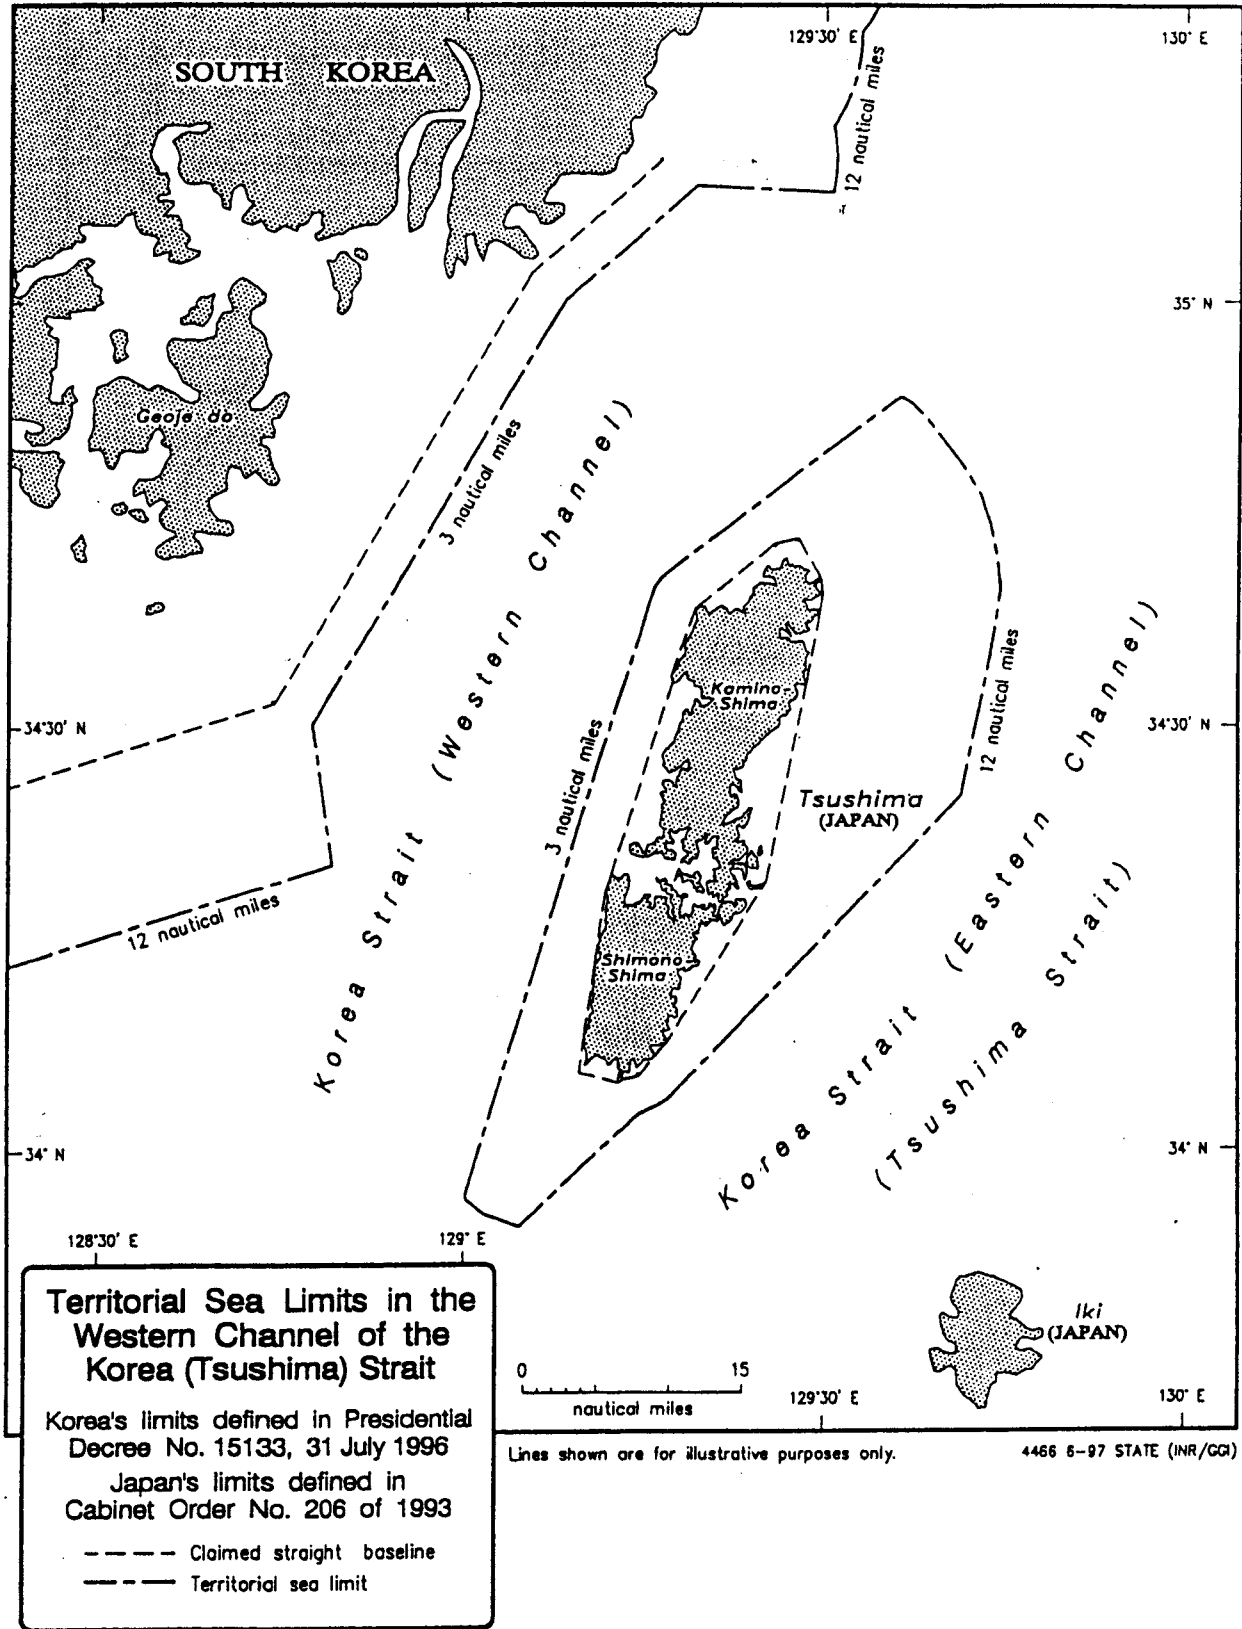 129°30' E
130° E
SOUTH KOREA
12 nautical miles
35° N
Geoje do
3 nautical miles
Korea Strait (Western Channel)
34°30' N
34°30' N
12 nautical miles
3 nautical miles
Kamino-
Shima
12 nautical miles
Tsushima
(JAPAN)
Shimono-
Shima
Korea Strait (Eastern Channel)
(Tsushima Strait)
34° N
34° N
128°30' E
129° E
Iki
(JAPAN)
0 15
nautical miles
129°30' E
130° E
Territorial Sea Limits in the
Western Channel of the
Korea (Tsushima) Strait
Korea's limits defined in Presidential
Decree No. 15133, 31 July 1996
Japan's limits defined in
Cabinet Order No. 206 of 1993
Claimed straight baseline
Territorial sea limit
Lines shown are for illustrative purposes only.
4466 6-97 STATE (INR/GGI)